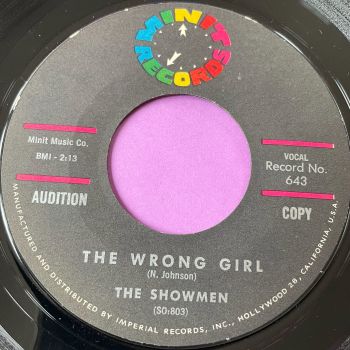 MINIT
RECORDS
Minit Music Co.
BMI - 2:13
VOCAL
Record No.
643
AUDITION
COPY
THE WRONG GIRL
(N. Johnson)
THE SHOWMEN
(SO:803)
MANUFACTURED AND DISTRIBUTED BY IMPERIAL RECORDS, INC., HOLLYWOOD 28, CALIFORNIA, U.S.A.